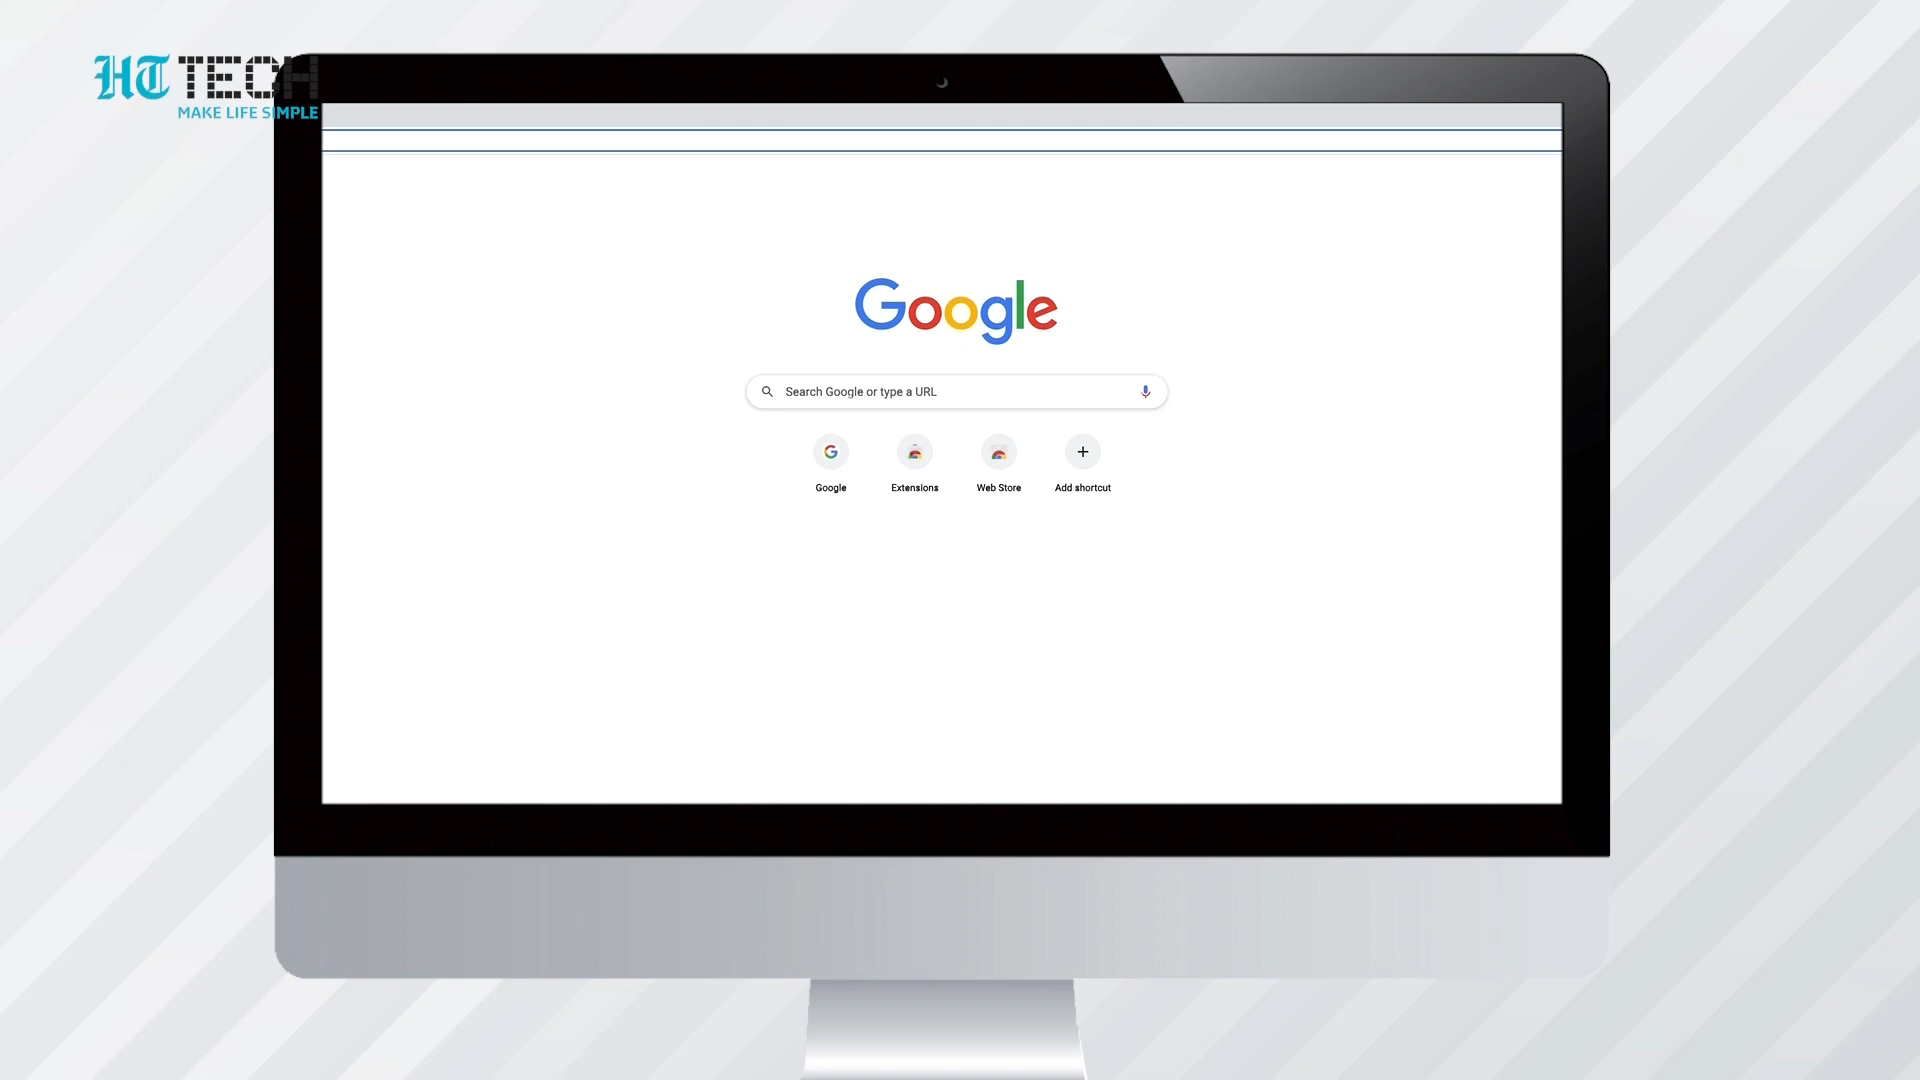 HT TECH
MAKE LIFE SIMPLE
Google
Search Google or type a URL
Google
Extensions
Web Store
Add shortcut